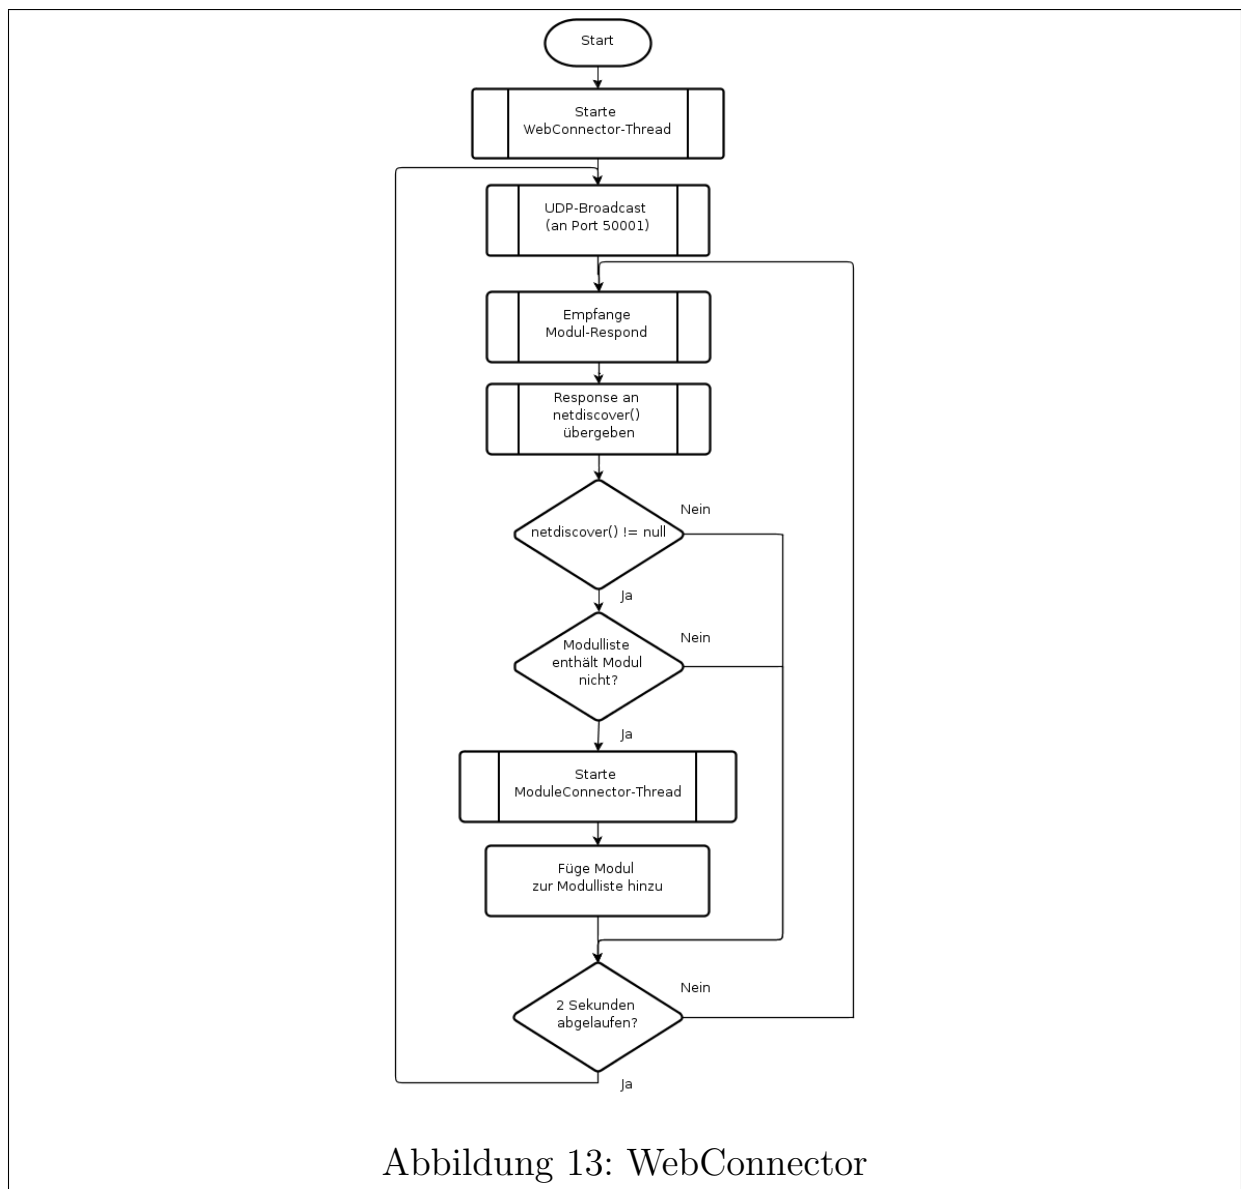 Start
Starte
WebConnector-Thread
UDP-Broadcast
(an Port 50001)
Empfange
Modul-Respond
Response an
netdiscover()
übergeben
Nein
netdiscover() != null
Ja
Nein
Modulliste
enthält Modul
nicht?
Ja
Starte
ModuleConnector-Thread
Füge Modul
zur Modulliste hinzu
Nein
2 Sekunden
abgelaufen?
Ja
Abbildung 13: WebConnector